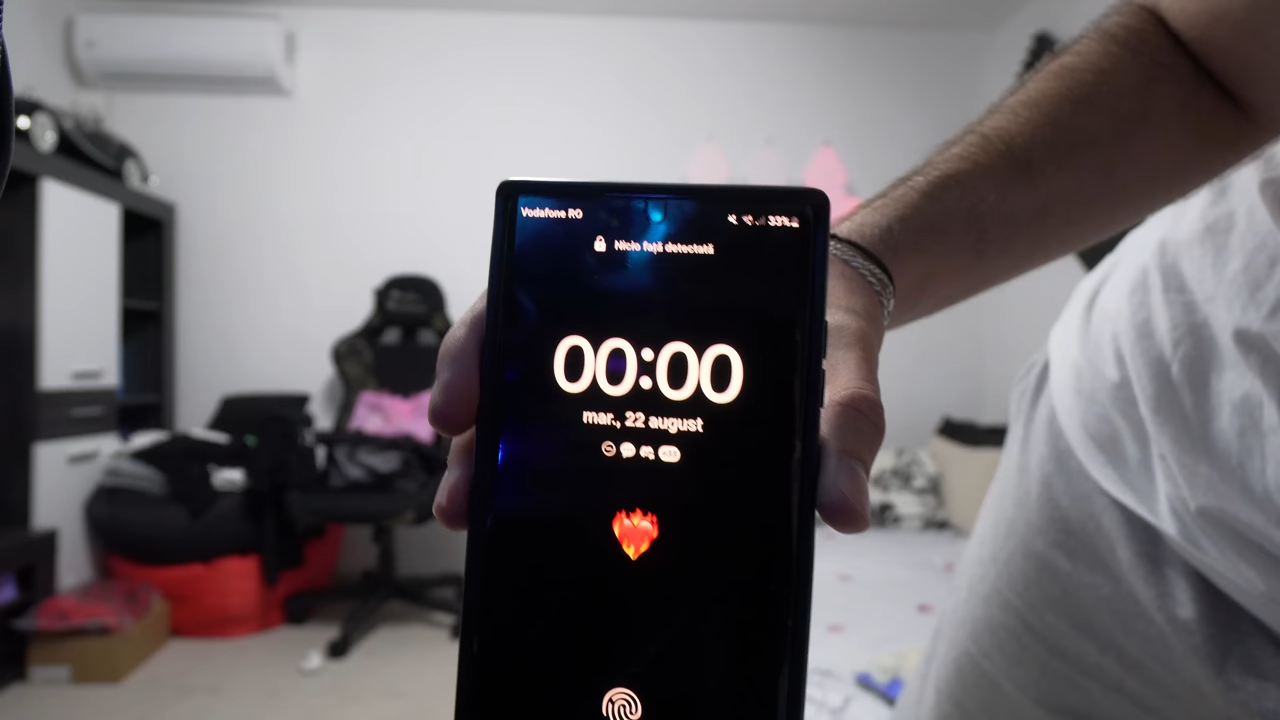 Vodafone RO
33%
Nicio față detectată
00:00
mar., 22 august